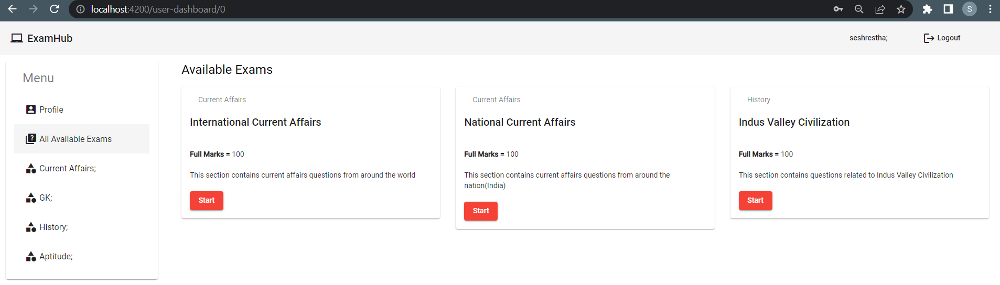 localhost:4200/user-dashboard/0
S
ExamHub
seshrestha;
Logout
Menu
Profile
All Available Exams
Current Affairs;
GK;
History;
Aptitude;
Available Exams
Current Affairs
International Current Affairs
Full Marks = 100
This section contains current affairs questions from around the world
Start
Current Affairs
National Current Affairs
Full Marks = 100
This section contains current affairs questions from around the
nation(India)
Start
History
Indus Valley Civilization
Full Marks = 100
This section contains questions related to Indus Valley Civilization
Start